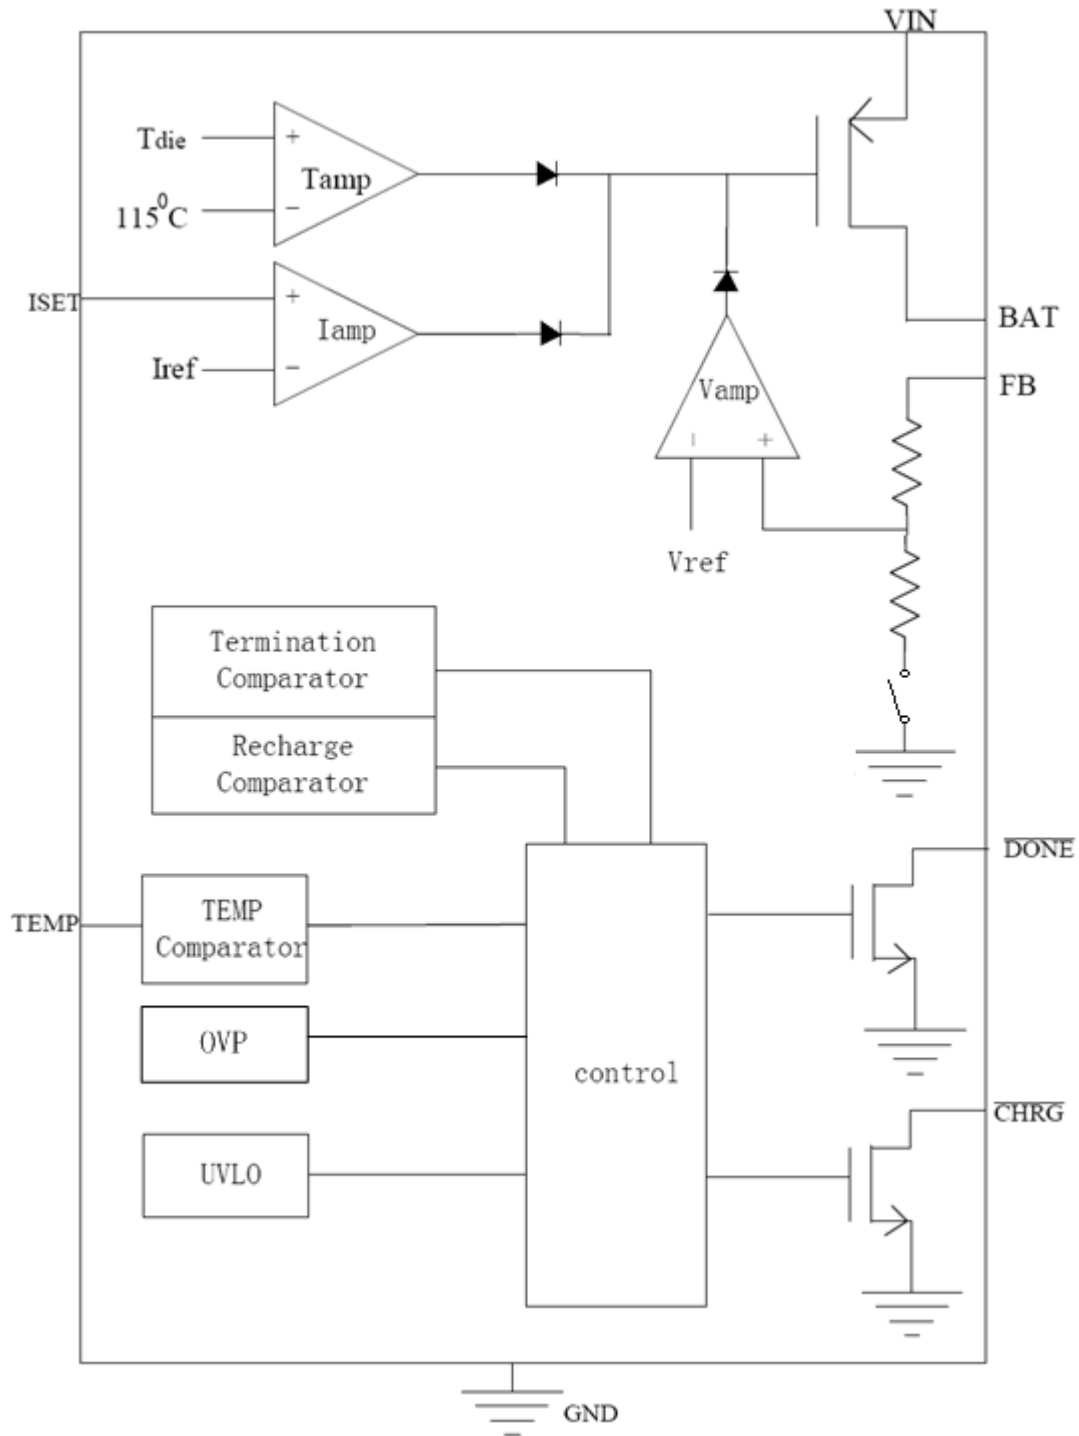 VIN
Tdie
+
Tamp
115⁰C
−
ISET
+
Iamp
Iref
−
BAT
FB
Vamp
− +
Vref
Termination
Comparator
Recharge
Comparator
DONE
TEMP
TEMP
Comparator
OVP
control
CHRG
UVLO
GND